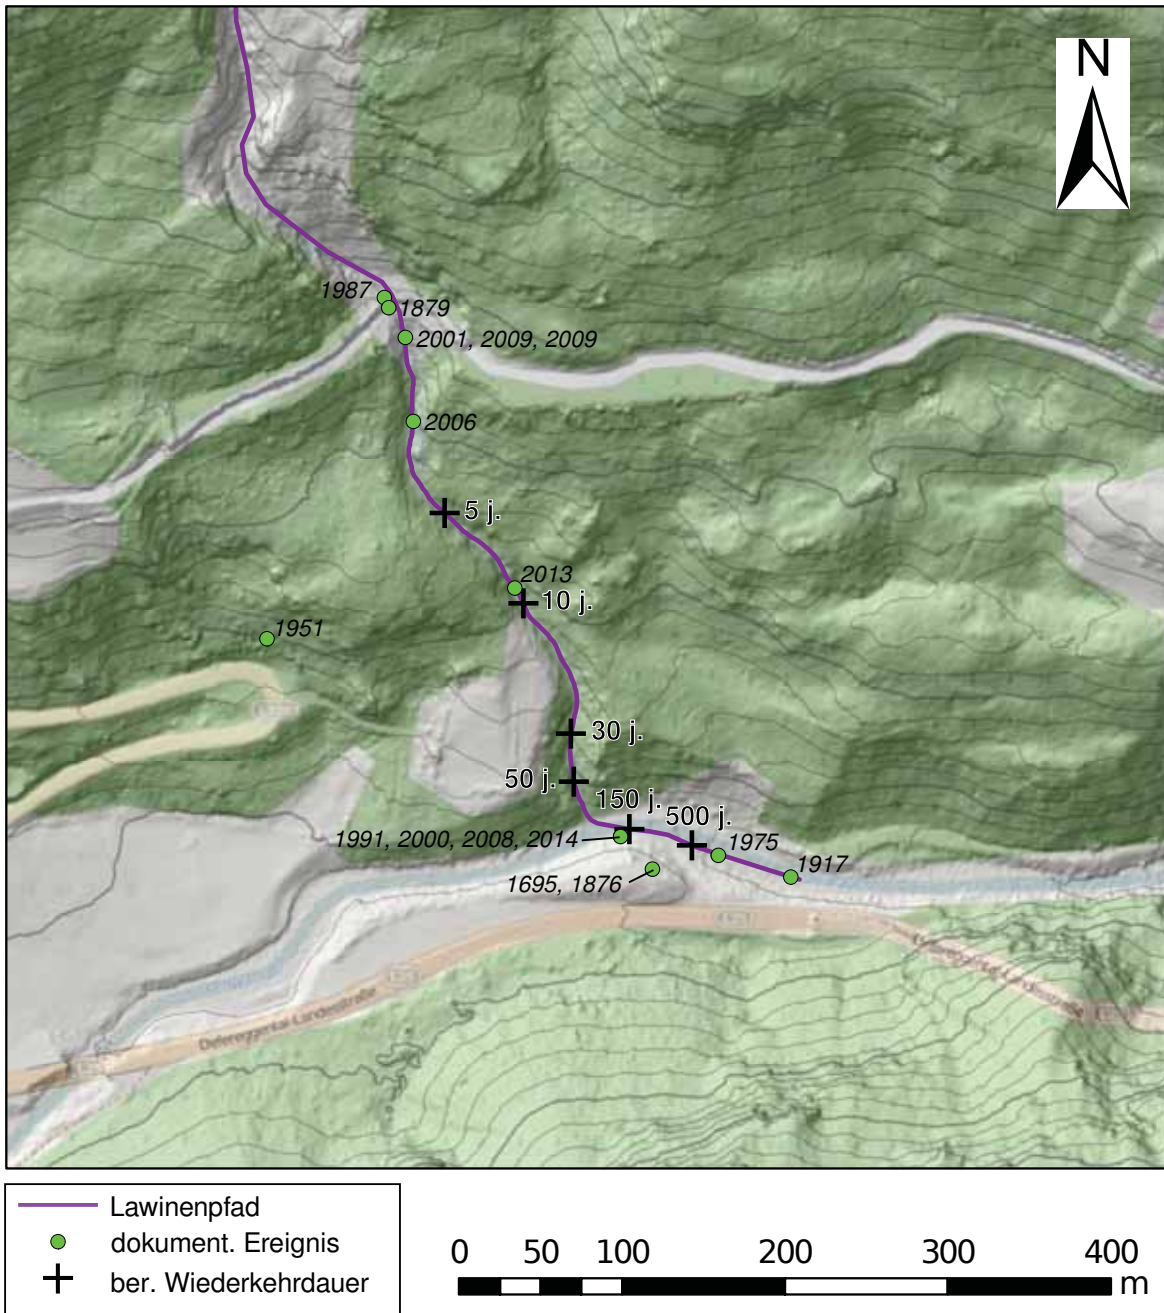 N
1987
1879
2001, 2009, 2009
2006
5 j.
2013
10 j.
1951
30 j.
50 j.
150 j.
500 j.
1991, 2000, 2008, 2014
1975
1917
1695, 1876
Defereggental-Landesstraße
Lawinenpfad
dokument. Ereignis
ber. Wiederkehrdauer
0 50 100 200 300 400
m